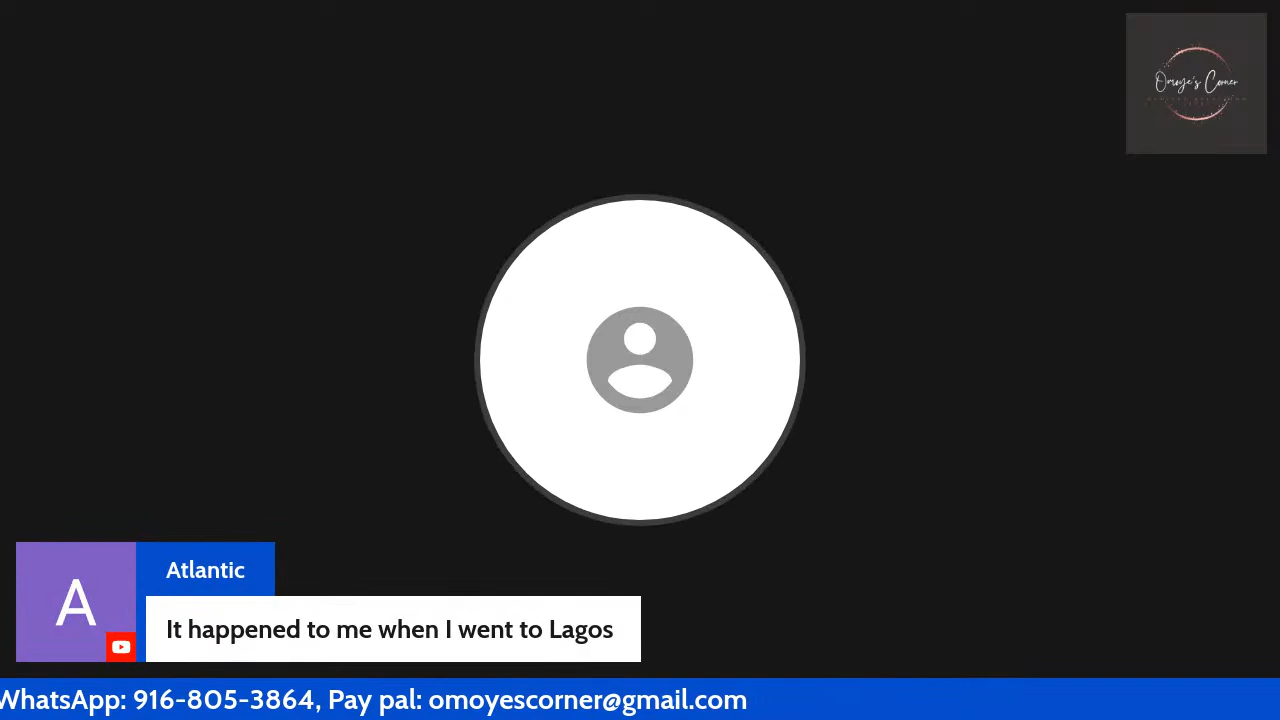 Omoye's Corner
A
Atlantic
It happened to me when I went to Lagos
WhatsApp: 916-805-3864, Pay pal: omoyescorner@gmail.com